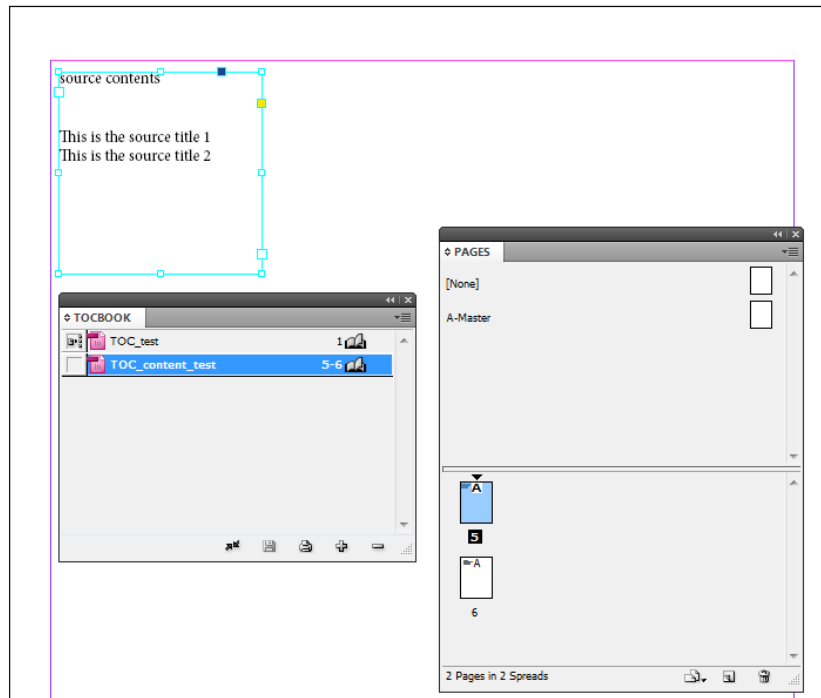 source contents
This is the source title 1
This is the source title 2
PAGES
[None]
A-Master
TOCBOOK
TOC_test 1
TOC_content_test 5-6
A
5
A
6
2 Pages in 2 Spreads